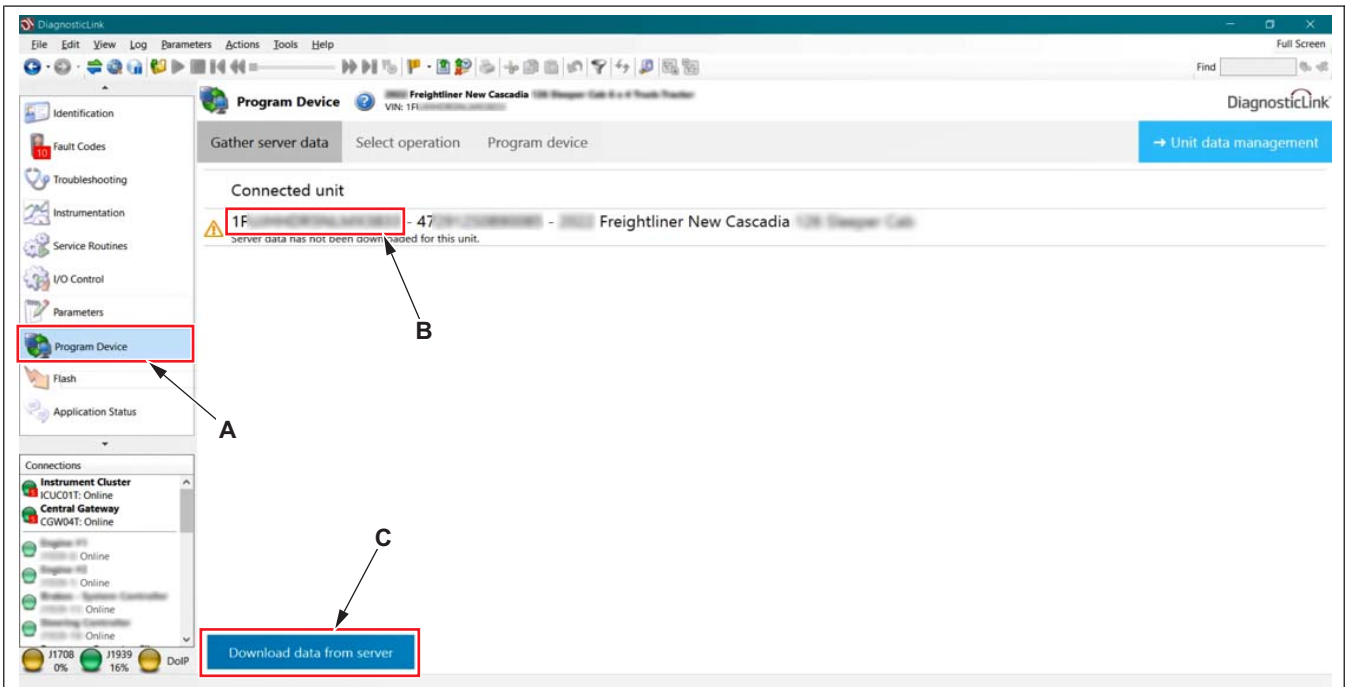 DiagnosticLink
File Edit View Log Parameters Actions Tools Help
Full Screen
Find
Identification
10
Fault Codes
Troubleshooting
Instrumentation
Service Routines
I/O Control
Parameters
Program Device
Flash
Application Status
Program Device
Freightliner New Cascadia
VIN: 1F
DiagnosticLink
Gather server data Select operation Program device
→ Unit data management
Connected unit
1F - 47 - Freightliner New Cascadia
Server data has not been downloaded for this unit.
B
A
C
Connections
Instrument Cluster
ICUC01T: Online
Central Gateway
CGW04T: Online
Online
Online
Online
Online
J1708
0%
J1939
16%
DoIP
Download data from server